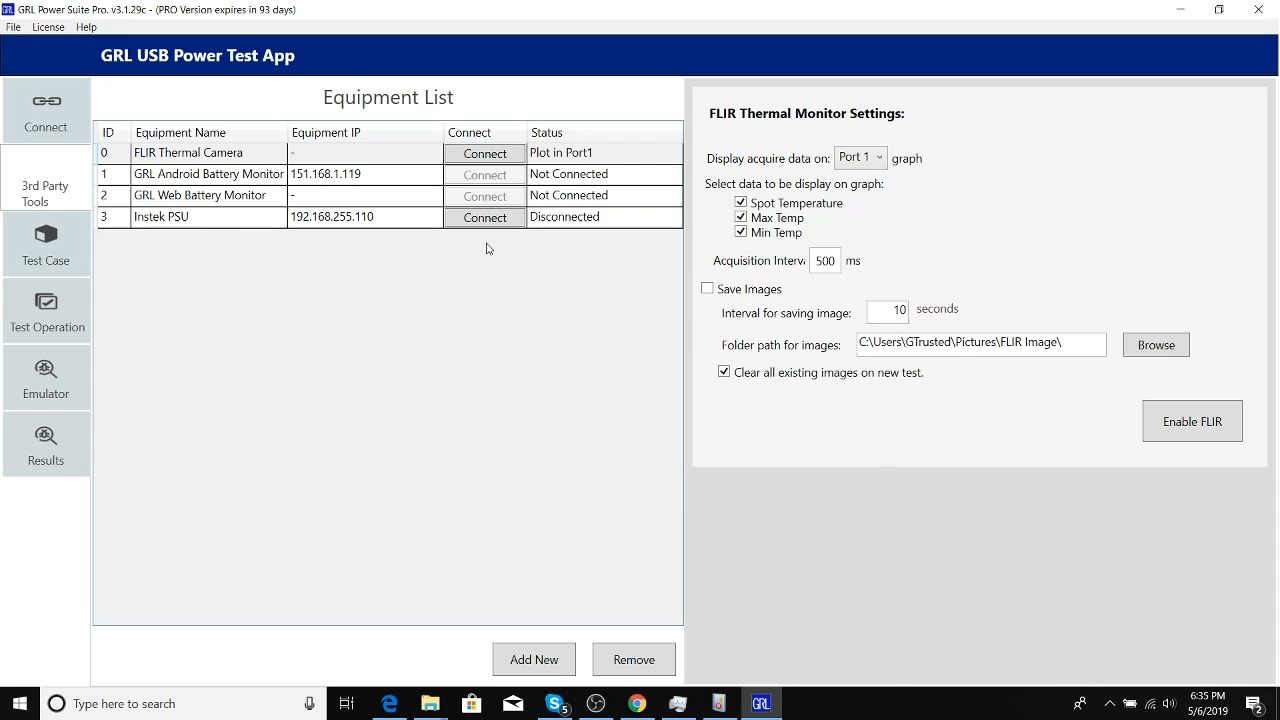 GRL Power Suite Pro. v3.1.29c - (PRO Version expires in 93 days)
File License Help
GRL USB Power Test App
Connect
3rd Party
Tools
Test Case
Test Operation
Emulator
Results
Equipment List
ID Equipment Name Equipment IP Connect Status
0 FLIR Thermal Camera - Connect Plot in Port1
1 GRL Android Battery Monitor 151.168.1.119 Connect Not Connected
2 GRL Web Battery Monitor - Connect Not Connected
3 Instek PSU 192.168.255.110 Connect Disconnected
Add New Remove
FLIR Thermal Monitor Settings:
Display acquire data on: Port 1 graph
Select data to be display on graph:
Spot Temperature
Max Temp
Min Temp
Acquisition Interva 500 ms
Save Images
Interval for saving image: 10 seconds
Folder path for images: C:\Users\GTrusted\Pictures\FLIR Image\ Browse
Clear all existing images on new test.
Enable FLIR
Type here to search
5
GRL
6:35 PM
5/6/2019
2